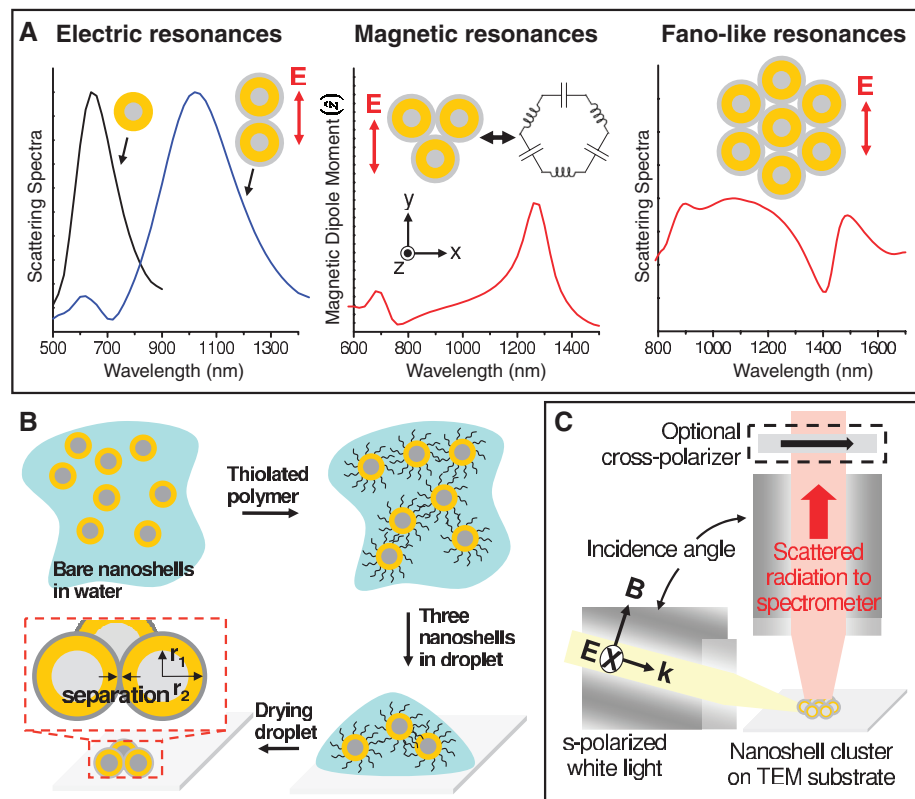 A
Electric resonances
Magnetic resonances
Fano-like resonances
Scattering Spectra
E
500 700 900 1100 1300
Wavelength (nm)
Magnetic Dipole Moment (ẑ)
E
y
z
x
600 800 1000 1200 1400
Wavelength (nm)
Scattering Spectra
E
800 1000 1200 1400 1600
Wavelength (nm)
B
Thiolated
polymer
Bare nanoshells
in water
Three
nanoshells
in droplet
Drying
droplet
separation
r1
r2
C
Optional
cross-polarizer
Incidence angle
Scattered
radiation to
spectrometer
B
E
k
s-polarized
white light
Nanoshell cluster
on TEM substrate